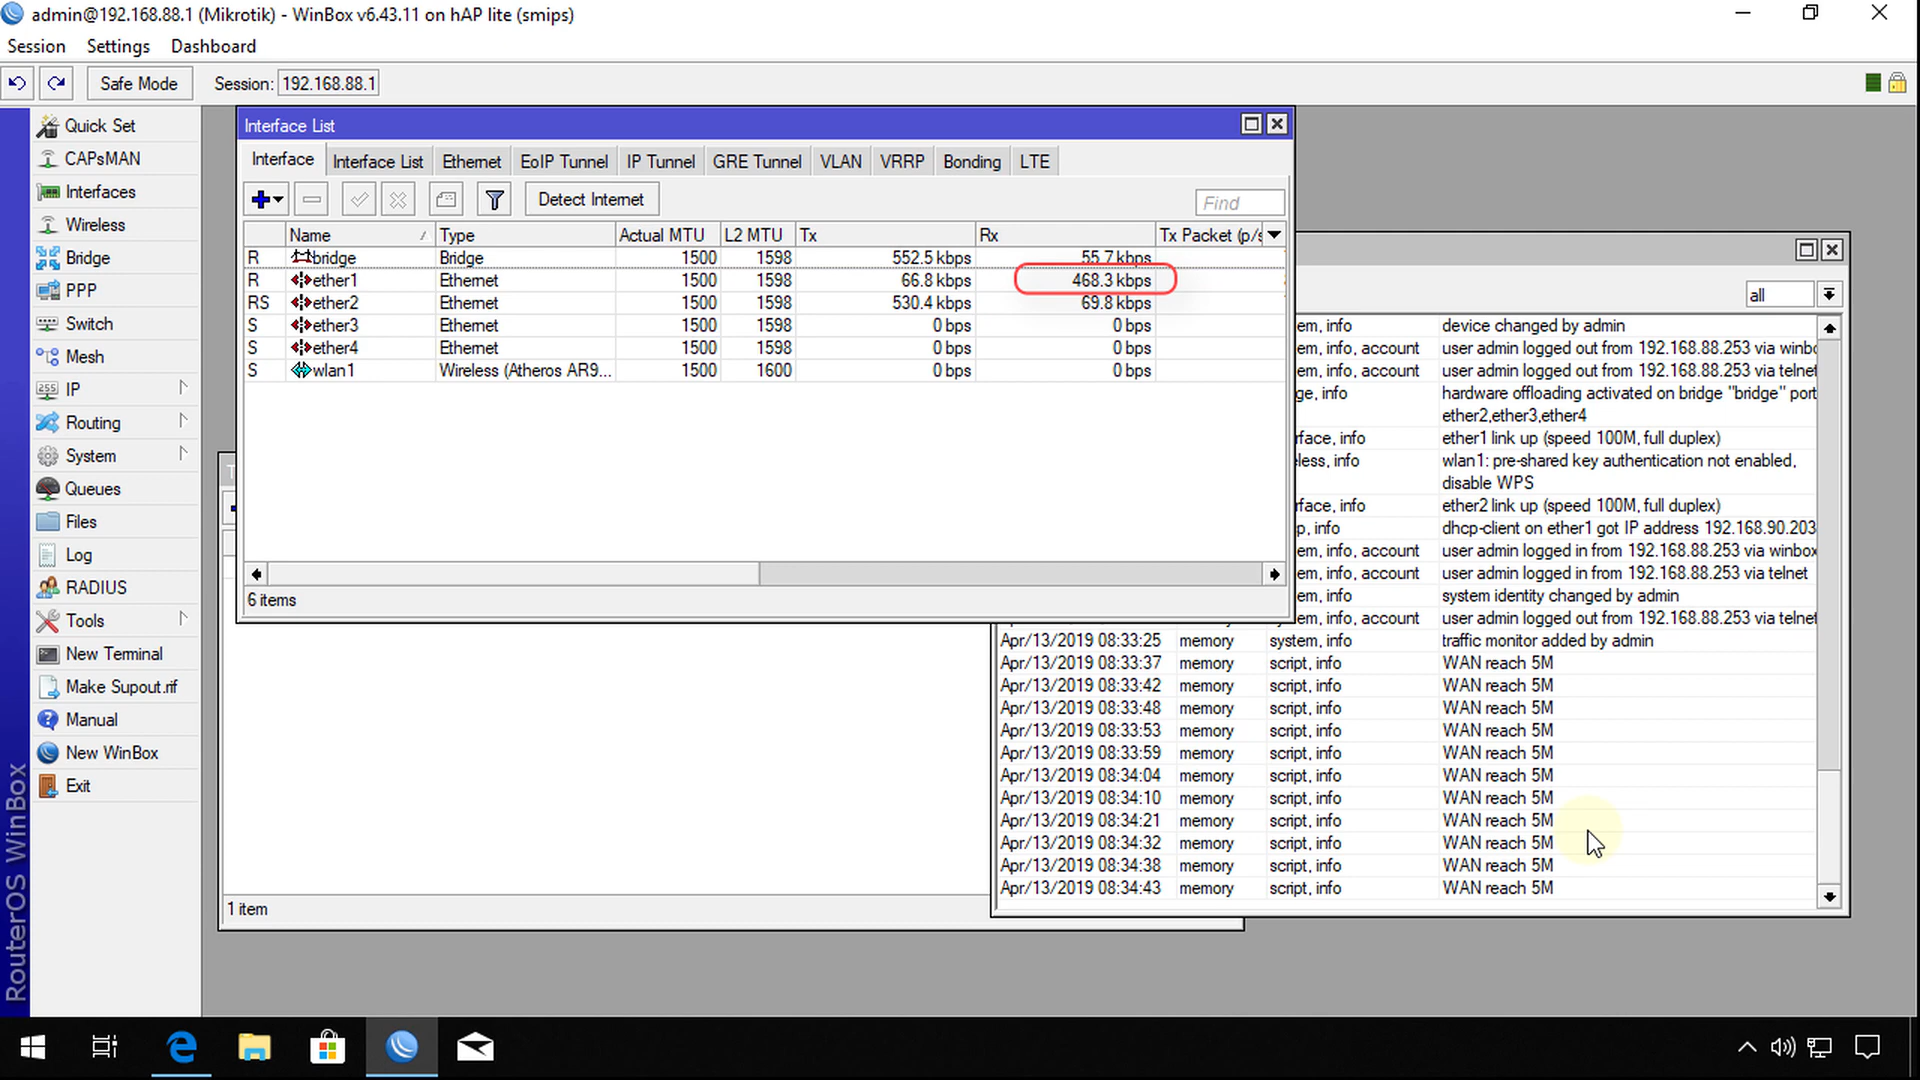 admin@192.168.88.1 (Mikrotik) - WinBox v6.43.11 on hAP lite (smips)
Session Settings Dashboard
Safe Mode Session: 192.168.88.1
Quick Set
CAPsMAN
Interfaces
Wireless
Bridge
PPP
Switch
Mesh
255 IP
Routing
System
Queues
Files
Log
RADIUS
Tools
New Terminal
Make Supout.rif
Manual
New WinBox
Exit
RouterOS WinBox
Interface List
Interface Interface List Ethernet EoIP Tunnel IP Tunnel GRE Tunnel VLAN VRRP Bonding LTE
Detect Internet Find
Name Type Actual MTU L2 MTU Tx Rx Tx Packet (p/s
R bridge Bridge 1500 1598 552.5 kbps 55.7 kbps
R ether1 Ethernet 1500 1598 66.8 kbps 468.3 kbps
RS ether2 Ethernet 1500 1598 530.4 kbps 69.8 kbps
S ether3 Ethernet 1500 1598 0 bps 0 bps
S ether4 Ethernet 1500 1598 0 bps 0 bps
S wlan1 Wireless (Atheros AR9... 1500 1600 0 bps 0 bps
6 items
all
em, info device changed by admin
em, info, account user admin logged out from 192.168.88.253 via winbo
em, info, account user admin logged out from 192.168.88.253 via telnet
ge, info hardware offloading activated on bridge "bridge" port
ether2,ether3,ether4
rface, info ether1 link up (speed 100M, full duplex)
less, info wlan1: pre-shared key authentication not enabled,
disable WPS
rface, info ether2 link up (speed 100M, full duplex)
p, info dhcp-client on ether1 got IP address 192.168.90.203
em, info, account user admin logged in from 192.168.88.253 via winbox
em, info, account user admin logged in from 192.168.88.253 via telnet
em, info system identity changed by admin
em, info, account user admin logged out from 192.168.88.253 via telnet
Apr/13/2019 08:33:25 memory system, info traffic monitor added by admin
Apr/13/2019 08:33:37 memory script, info WAN reach 5M
Apr/13/2019 08:33:42 memory script, info WAN reach 5M
Apr/13/2019 08:33:48 memory script, info WAN reach 5M
Apr/13/2019 08:33:53 memory script, info WAN reach 5M
Apr/13/2019 08:33:59 memory script, info WAN reach 5M
Apr/13/2019 08:34:04 memory script, info WAN reach 5M
Apr/13/2019 08:34:10 memory script, info WAN reach 5M
Apr/13/2019 08:34:21 memory script, info WAN reach 5M
Apr/13/2019 08:34:32 memory script, info WAN reach 5M
Apr/13/2019 08:34:38 memory script, info WAN reach 5M
Apr/13/2019 08:34:43 memory script, info WAN reach 5M
1 item